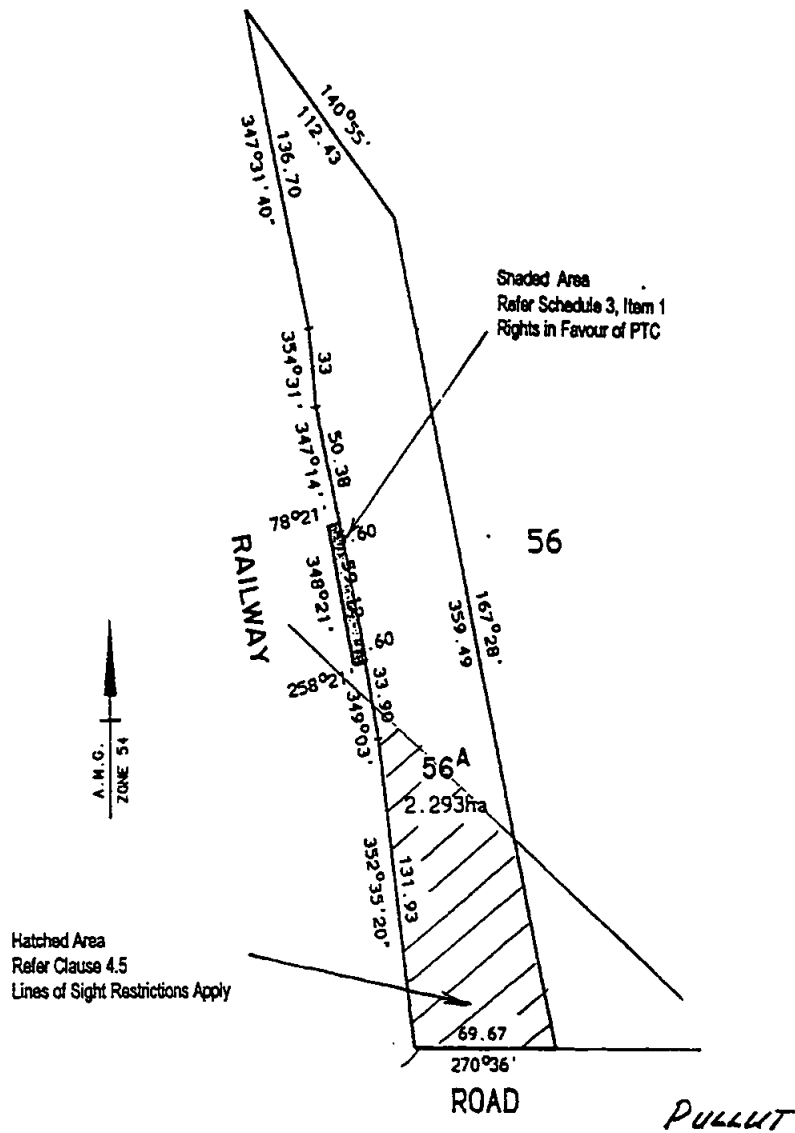 140°55'
112.43
136.70
347°31'40"
Shaded Area
Refer Schedule 3, Item 1
Rights in Favour of PTC
33
354°31'
50.38
347°14'
78°21'
.60
56
RAILWAY
59.12
348°21'
167°28'
359.49
.60
258°21'
33.90
349°03'
A.M.G.
ZONE 54
56A
2.293ha
131.93
352°35'20"
Hatched Area
Refer Clause 4.5
Lines of Sight Restrictions Apply
69.67
270°36'
ROAD
PULLUT